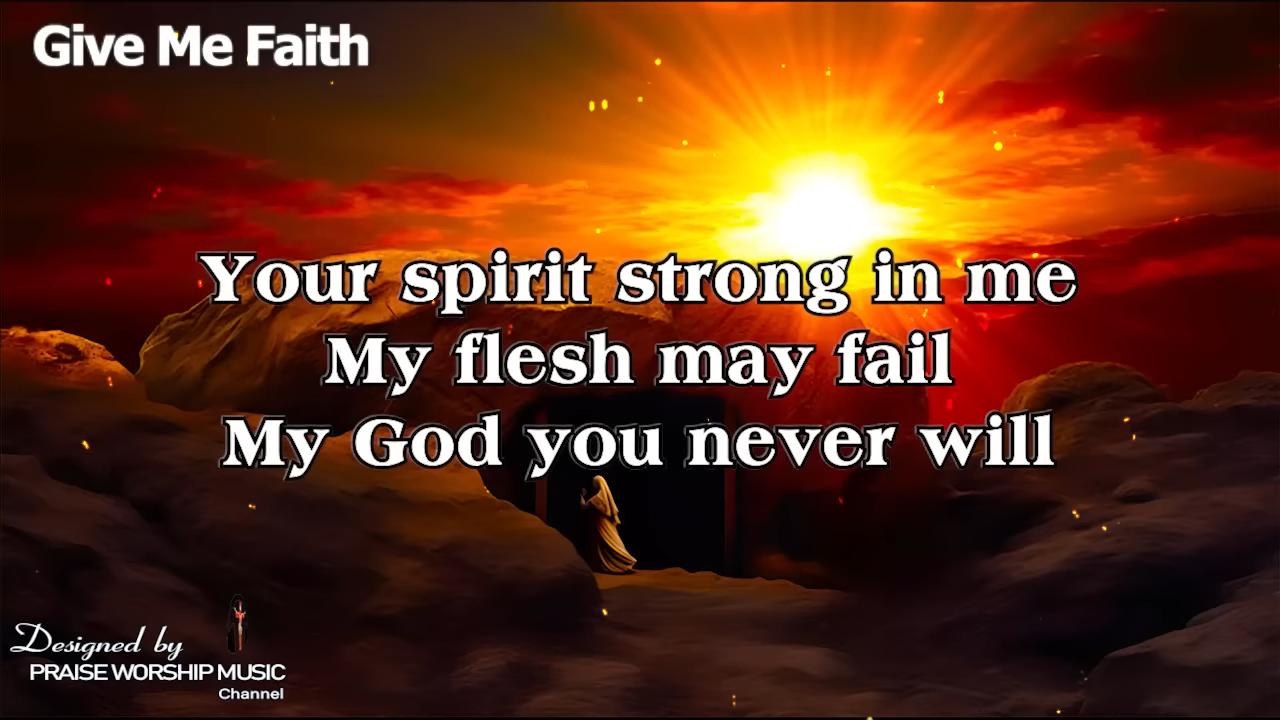 Give Me Faith
Your spirit strong in me
My flesh may fail
My God you never will
Designed by
PRAISE WORSHIP MUSIC
Channel